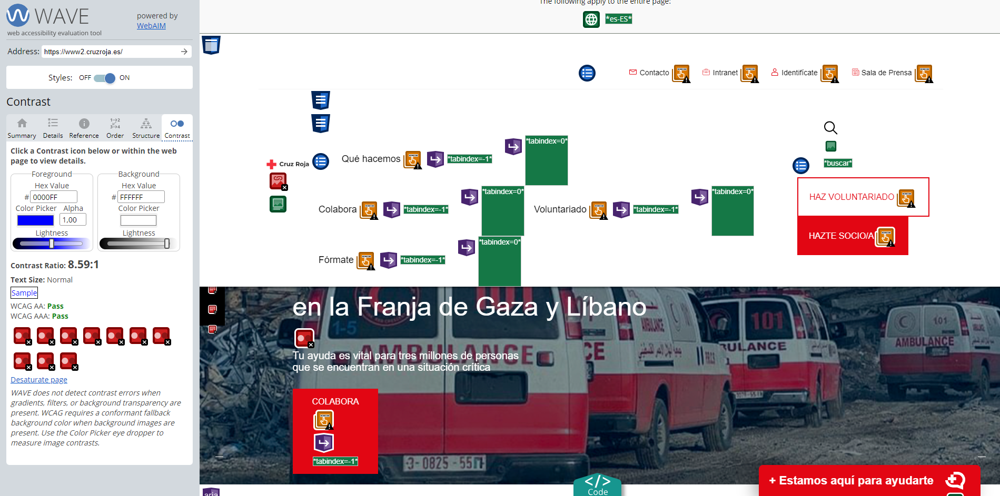 WAVE
powered by
WebAIM
web accessibility evaluation tool
Address: https://www2.cruzroja.es/
Styles: OFF ON
Contrast
Summary Details Reference Order Structure Contrast
Click a Contrast icon below or within the web
page to view details.
Foreground
Hex Value
# 0000FF
Color Picker Alpha
1,00
Lightness
Background
Hex Value
# FFFFFF
Color Picker
Lightness
Contrast Ratio: 8.59:1
Text Size: Normal
Sample
WCAG AA: Pass
WCAG AAA: Pass
Desaturate page
WAVE does not detect contrast errors when
gradients, filters, or background transparency are
present. WCAG requires a conformant fallback
background color when background images are
present. Use the Color Picker eye dropper to
measure image contrasts.
The following apply to the entire page:
*es-ES*
Contacto Intranet Identifícate Sala de Prensa
*tabindex=0*
Cruz Roja Qué hacemos *tabindex=-1*
*buscar*
*tabindex=0* *tabindex=0*
HAZ VOLUNTARIADO
Colabora *tabindex=-1* Voluntariado *tabindex=-1*
HAZTE SOCIO/A
*tabindex=0*
Fórmate *tabindex=-1*
en la Franja de Gaza y Líbano
1-5
101
101
AMBULANCE
AMBULANCE
Tu ayuda es vital para tres millones de personas
que se encuentran en una situación crítica
COLABORA
*tabindex=-1*
+ Estamos aquí para ayudarte
</> Code
aria